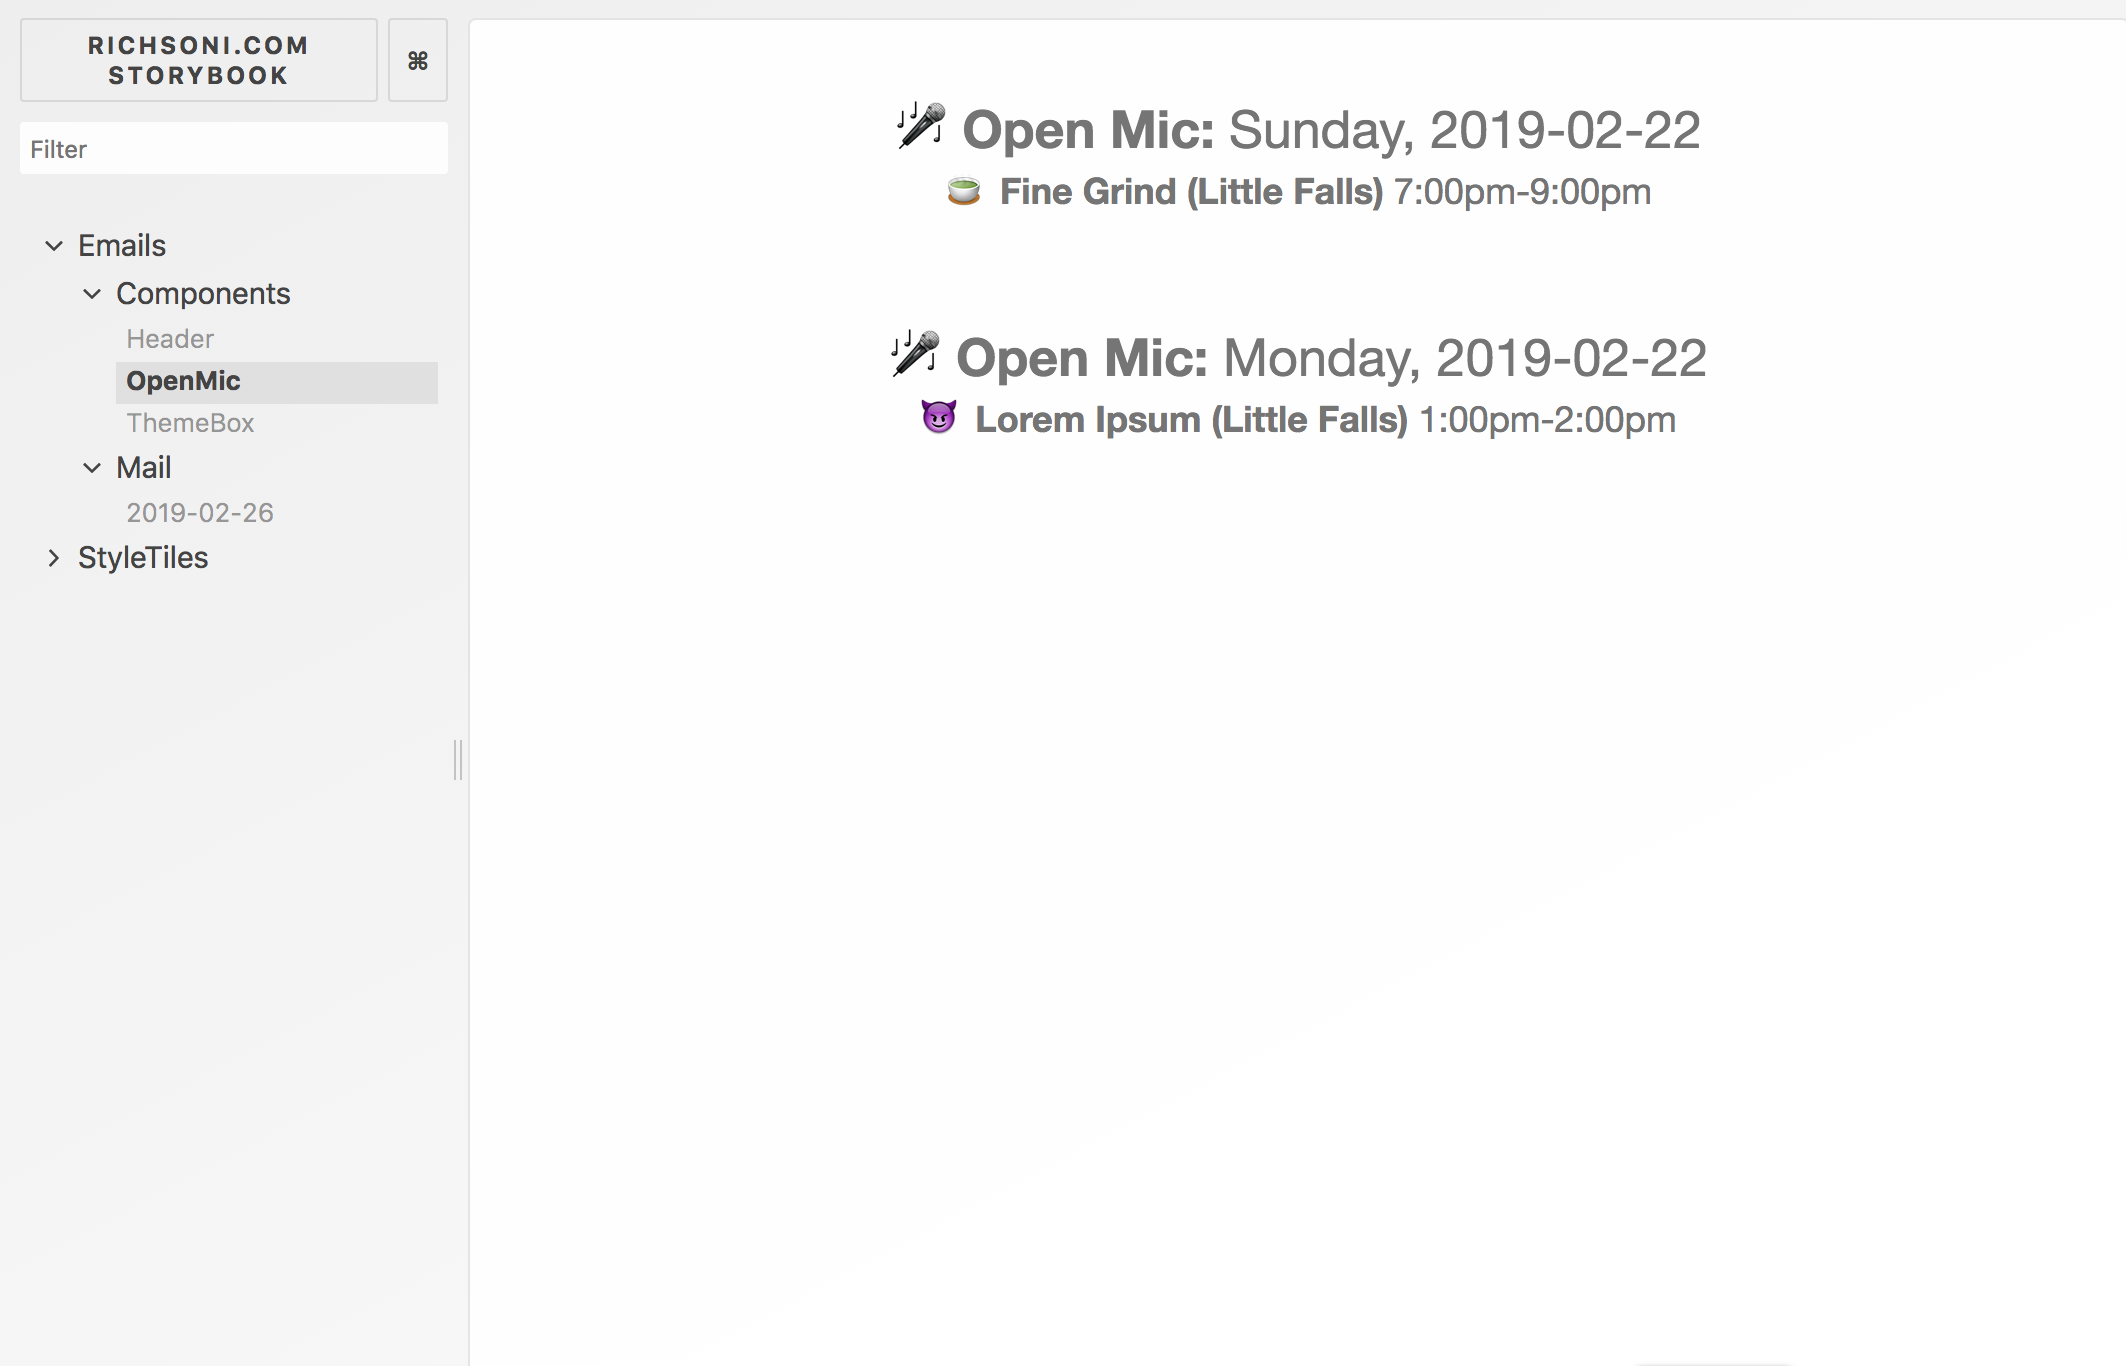 RICHSONI.COM
STORYBOOK
⌘
Filter
Emails
Components
Header
OpenMic
ThemeBox
Mail
2019-02-26
StyleTiles
🎤 Open Mic: Sunday, 2019-02-22
🍵 Fine Grind (Little Falls) 7:00pm-9:00pm
🎤 Open Mic: Monday, 2019-02-22
😈 Lorem Ipsum (Little Falls) 1:00pm-2:00pm